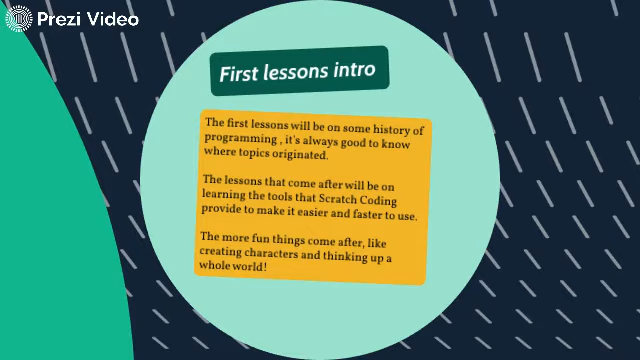 Prezi Video
First lessons intro
The first lessons will be on some history of
programming , it's always good to know
where topics originated.
The lessons that come after will be on
learning the tools that Scratch Coding
provide to make it easier and faster to use.
The more fun things come after, like
creating characters and thinking up a
whole world!